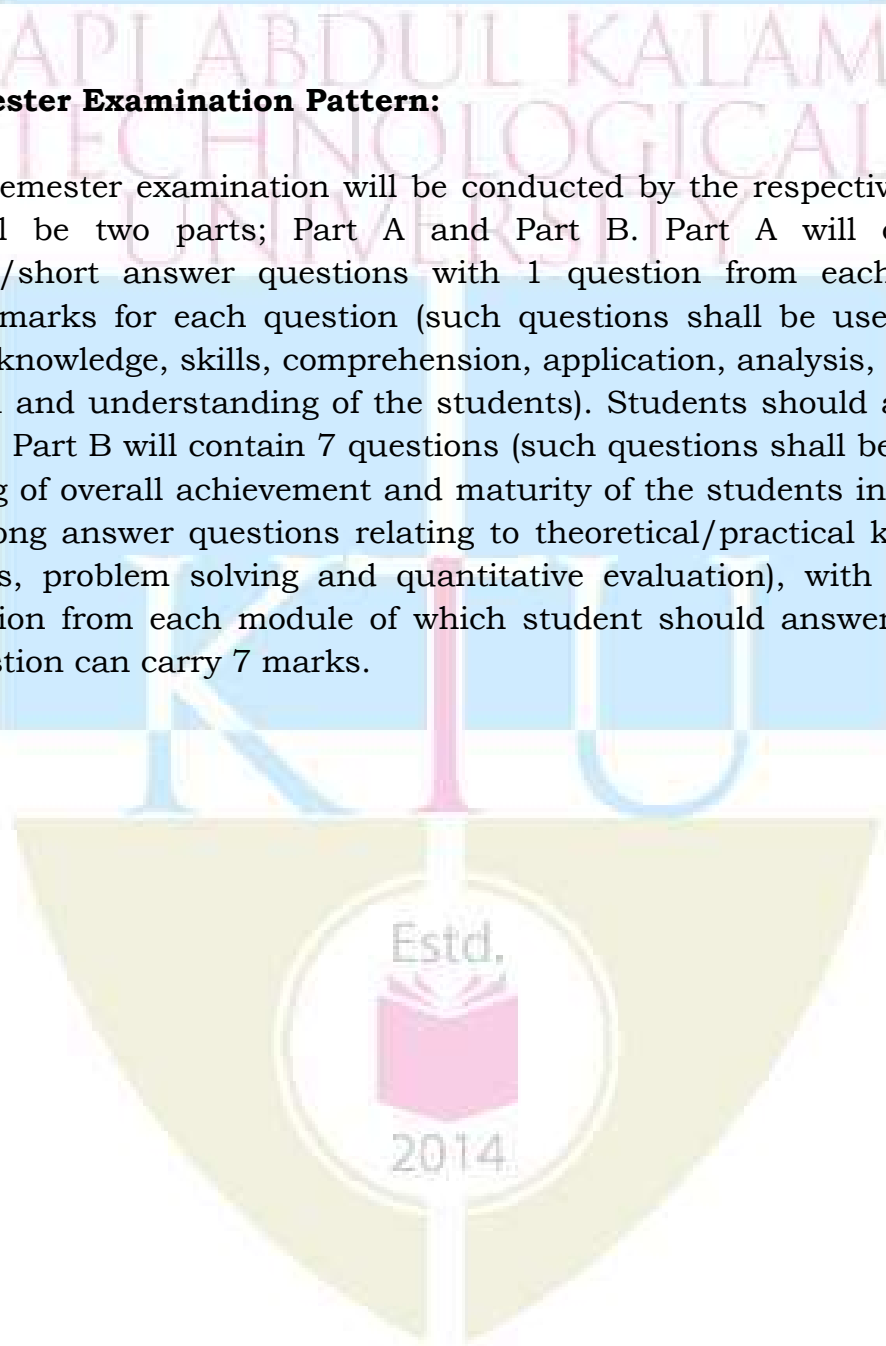 API ABDUL KALAM
TECHNOLOGICAL
UNIVERSITY
ester Examination Pattern:
emester examination will be conducted by the respectiv
l be two parts; Part A and Part B. Part A will
/short answer questions with 1 question from each
marks for each question (such questions shall be use
knowledge, skills, comprehension, application, analysis,
and understanding of the students). Students should a
Part B will contain 7 questions (such questions shall be
g of overall achievement and maturity of the students in
ong answer questions relating to theoretical/practical k
s, problem solving and quantitative evaluation), with
ion from each module of which student should answer
stion can carry 7 marks.
KTU
Estd.
2014